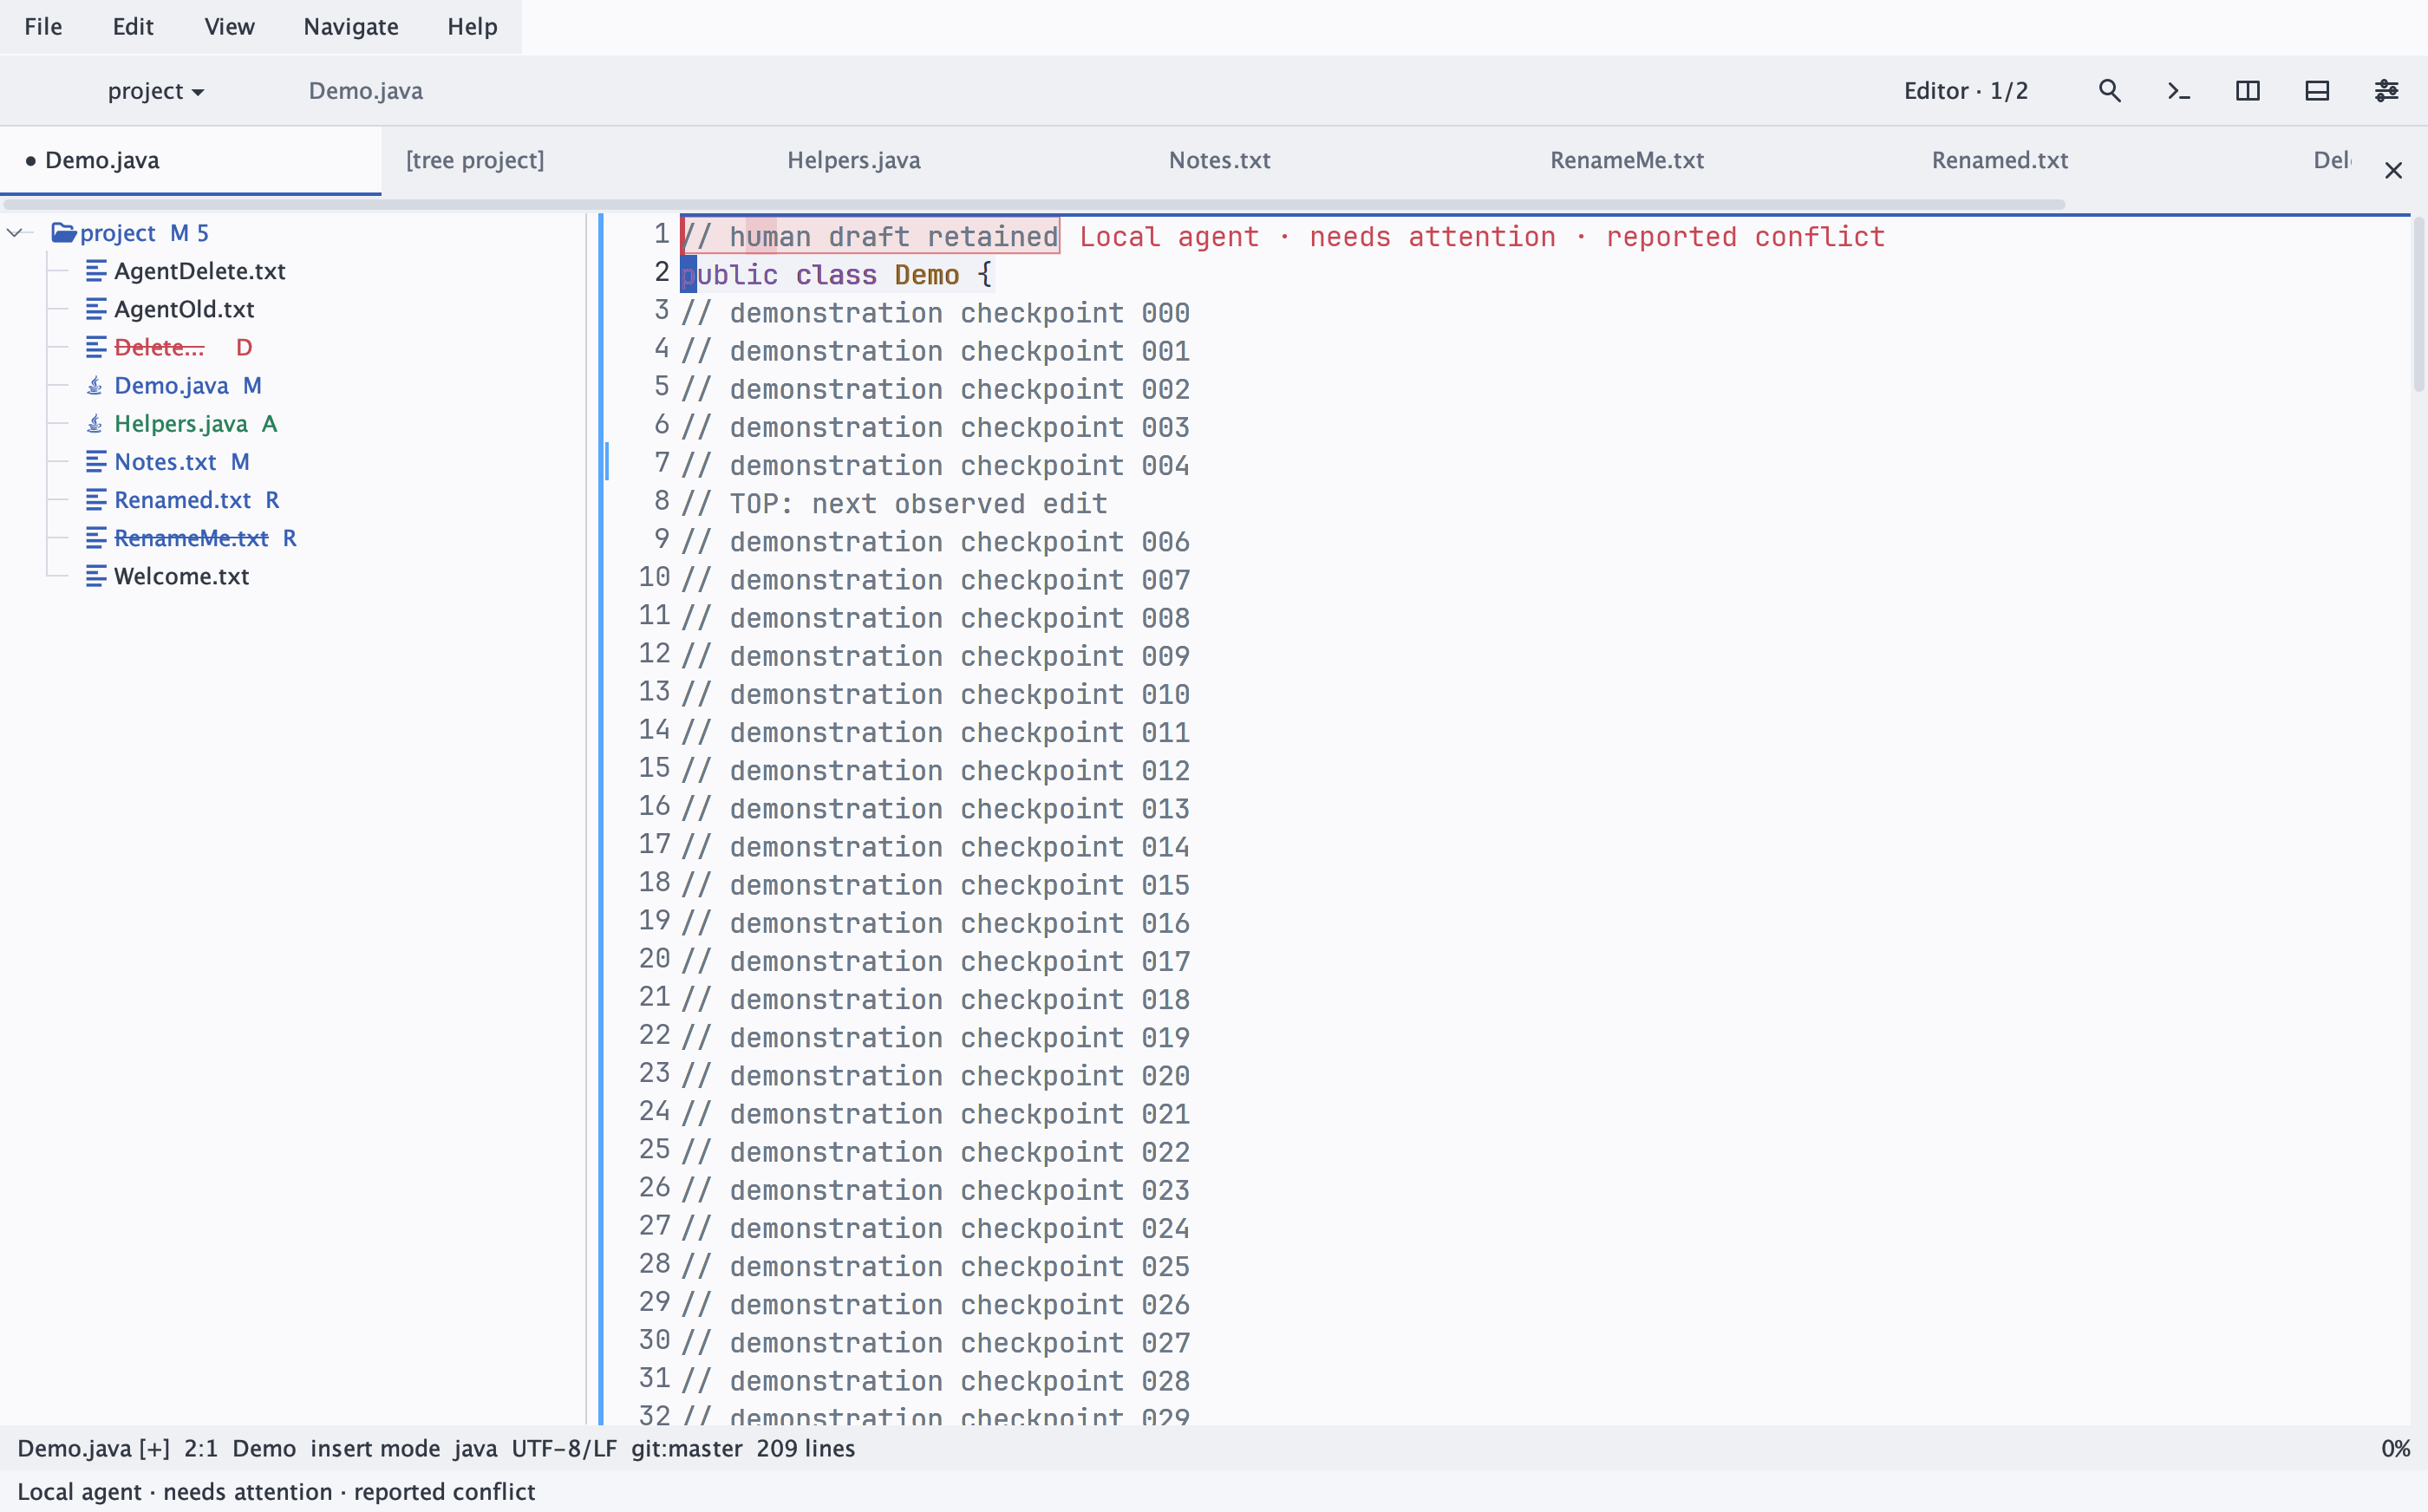 File Edit View Navigate Help
project Demo.java Editor · 1/2
Demo.java [tree project] Helpers.java Notes.txt RenameMe.txt Renamed.txt
project M 5
AgentDelete.txt
AgentOld.txt
Delete... D
Demo.java M
Helpers.java A
Notes.txt M
Renamed.txt R
RenameMe.txt R
Welcome.txt
1 // human draft retained Local agent · needs attention · reported conflict
2 public class Demo {
3 // demonstration checkpoint 000
4 // demonstration checkpoint 001
5 // demonstration checkpoint 002
6 // demonstration checkpoint 003
7 // demonstration checkpoint 004
8 // TOP: next observed edit
9 // demonstration checkpoint 006
10 // demonstration checkpoint 007
11 // demonstration checkpoint 008
12 // demonstration checkpoint 009
13 // demonstration checkpoint 010
14 // demonstration checkpoint 011
15 // demonstration checkpoint 012
16 // demonstration checkpoint 013
17 // demonstration checkpoint 014
18 // demonstration checkpoint 015
19 // demonstration checkpoint 016
20 // demonstration checkpoint 017
21 // demonstration checkpoint 018
22 // demonstration checkpoint 019
23 // demonstration checkpoint 020
24 // demonstration checkpoint 021
25 // demonstration checkpoint 022
26 // demonstration checkpoint 023
27 // demonstration checkpoint 024
28 // demonstration checkpoint 025
29 // demonstration checkpoint 026
30 // demonstration checkpoint 027
31 // demonstration checkpoint 028
32 // demonstration checkpoint 029
Demo.java [+] 2:1 Demo insert mode java UTF-8/LF git:master 209 lines 0%
Local agent · needs attention · reported conflict